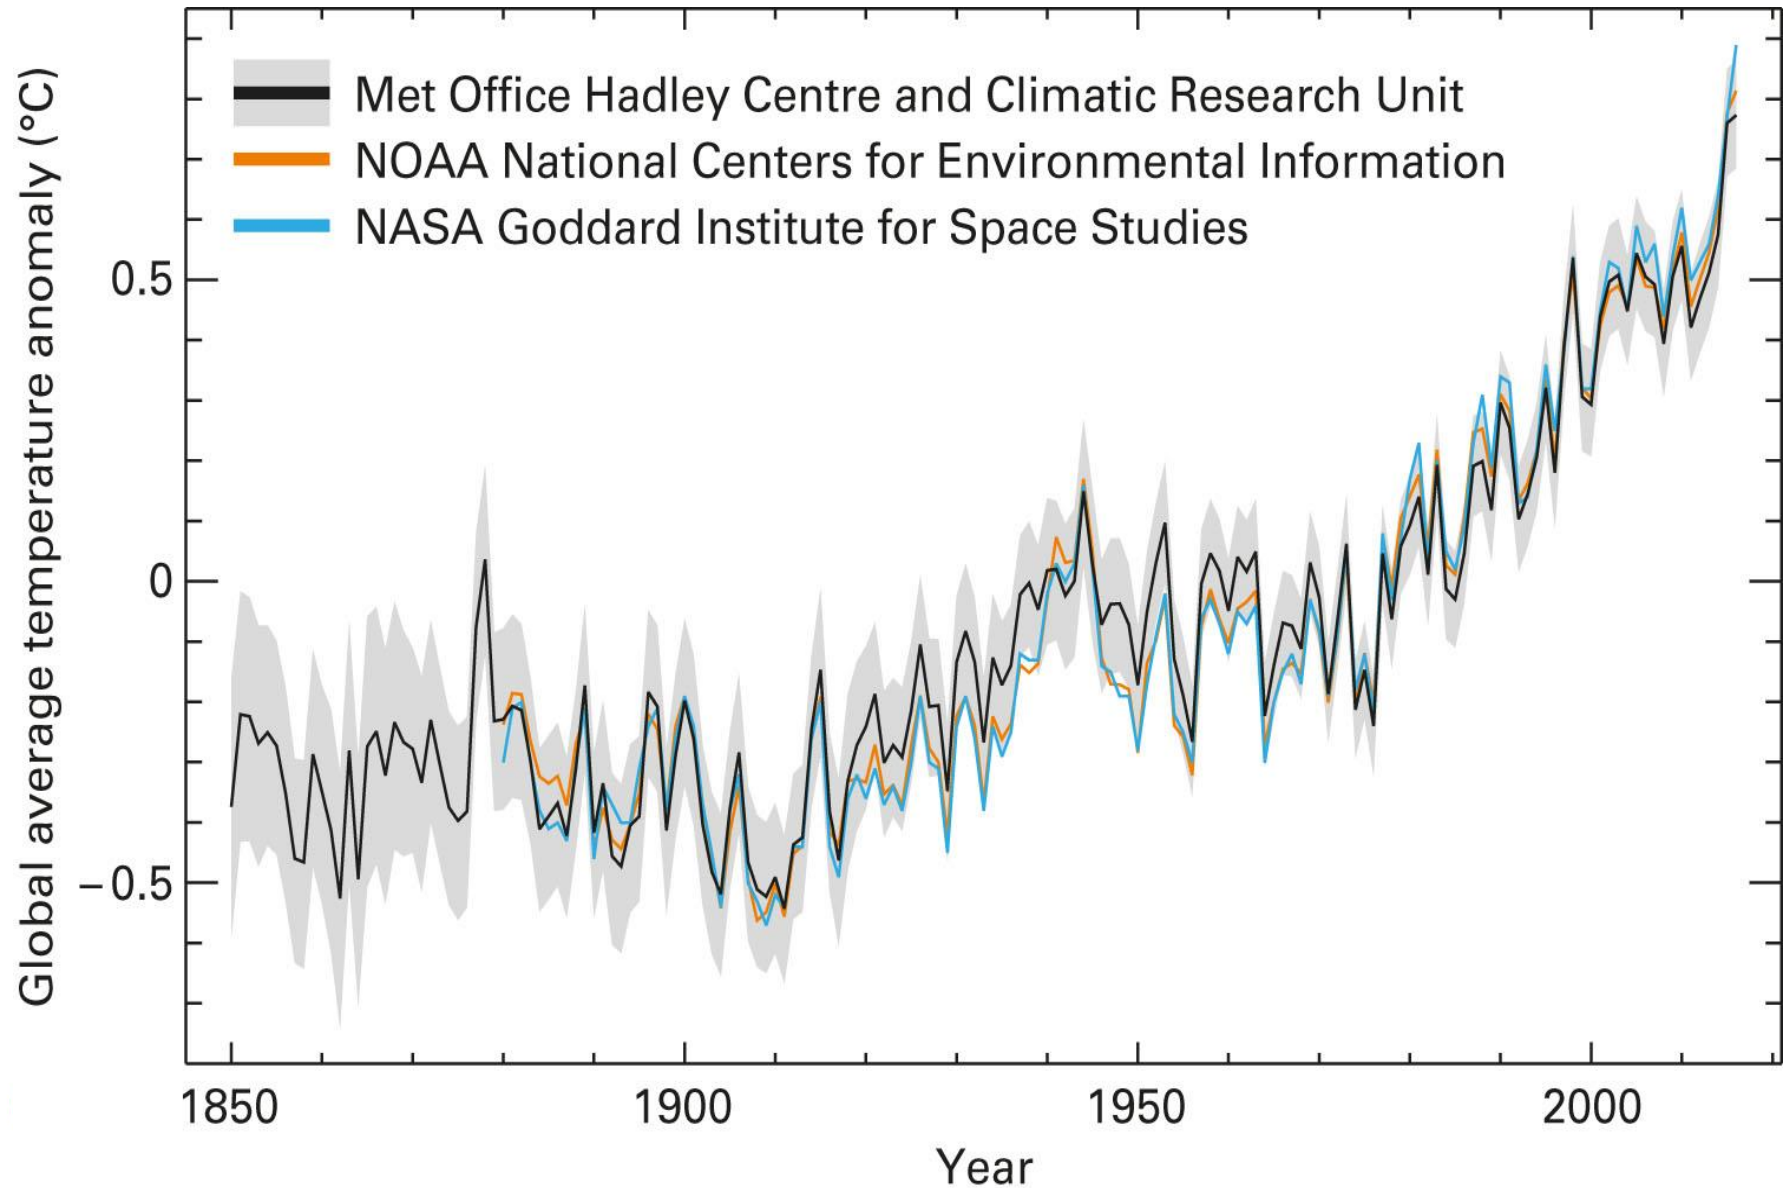 Met Office Hadley Centre and Climatic Research Unit
NOAA National Centers for Environmental Information
NASA Goddard Institute for Space Studies
Global average temperature anomaly (°C)
0.5
0
−0.5
1850 1900 1950 2000
Year